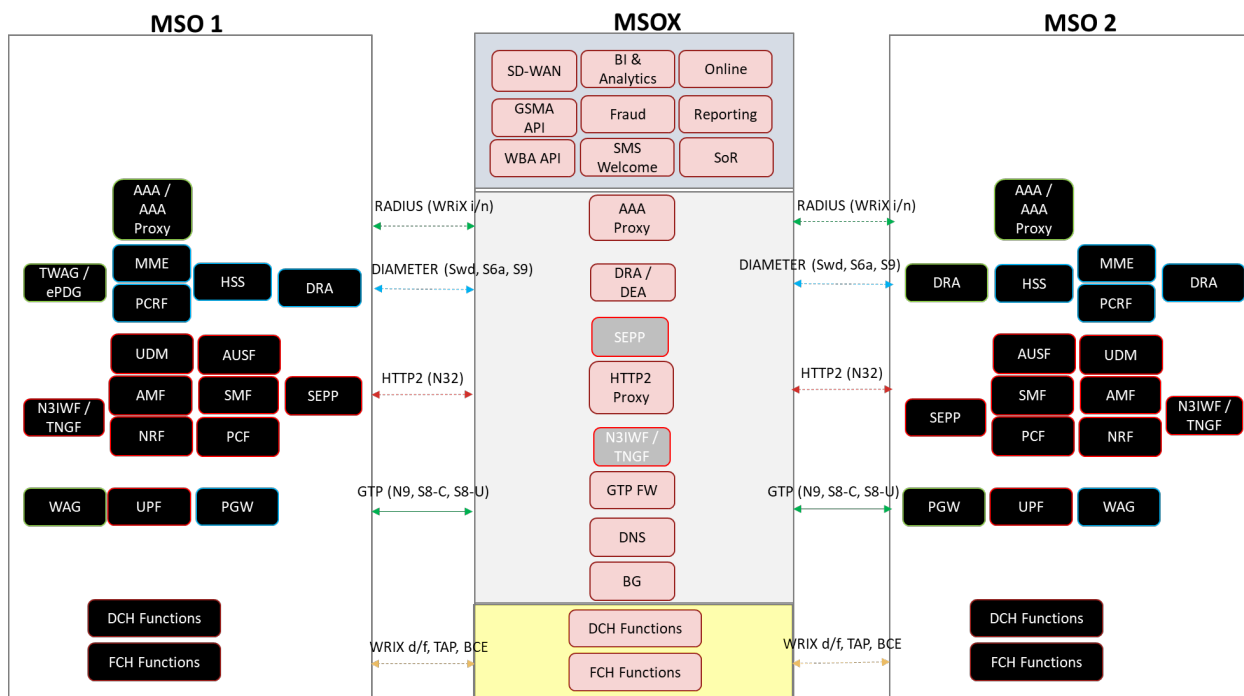 MSO 1
MSOX
MSO 2
SD-WAN
BI &
Analytics
Online
GSMA
API
Fraud
Reporting
WBA API
SMS
Welcome
SoR
AAA /
AAA
Proxy
RADIUS (WRiX i/n)
AAA
Proxy
RADIUS (WRiX i/n)
AAA /
AAA
Proxy
TWAG /
ePDG
MME
PCRF
HSS
DRA
DIAMETER (Swd, S6a, S9)
DRA /
DEA
DIAMETER (Swd, S6a, S9)
DRA
HSS
MME
PCRF
DRA
SEPP
UDM
AUSF
AMF
SMF
SEPP
N3IWF /
TNGF
NRF
PCF
HTTP2 (N32)
HTTP2
Proxy
HTTP2 (N32)
AUSF
UDM
SMF
AMF
SEPP
N3IWF /
TNGF
PCF
NRF
N3IWF /
TNGF
WAG
UPF
PGW
GTP (N9, S8-C, S8-U)
GTP FW
GTP (N9, S8-C, S8-U)
PGW
UPF
WAG
DNS
BG
DCH Functions
FCH Functions
WRIX d/f, TAP, BCE
DCH Functions
FCH Functions
WRIX d/f, TAP, BCE
DCH Functions
FCH Functions